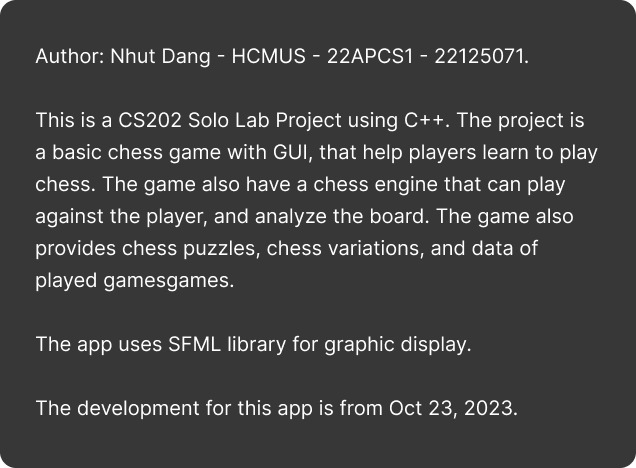 Author: Nhut Dang - HCMUS - 22APCS1 - 22125071.
This is a CS202 Solo Lab Project using C++. The project is
a basic chess game with GUI, that help players learn to play
chess. The game also have a chess engine that can play
against the player, and analyze the board. The game also
provides chess puzzles, chess variations, and data of
played gamesgames.
The app uses SFML library for graphic display.
The development for this app is from Oct 23, 2023.